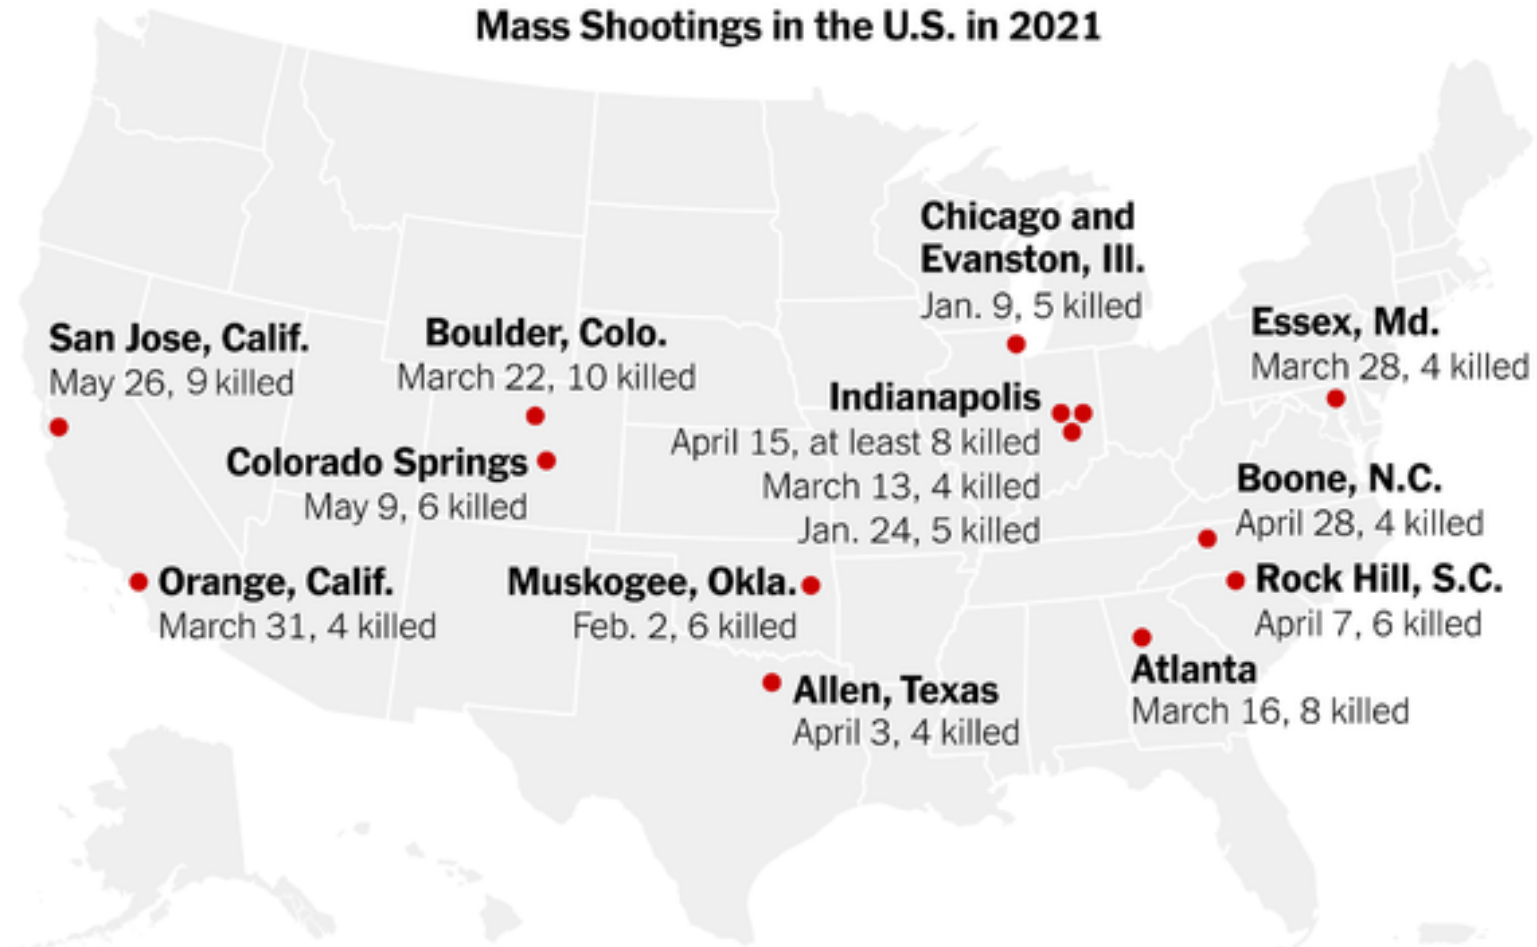 Mass Shootings in the U.S. in 2021
Chicago and
Evanston, Ill.
Jan. 9, 5 killed
San Jose, Calif.
May 26, 9 killed
Boulder, Colo.
March 22, 10 killed
Essex, Md.
March 28, 4 killed
Indianapolis
April 15, at least 8 killed
March 13, 4 killed
Jan. 24, 5 killed
Colorado Springs
May 9, 6 killed
Boone, N.C.
April 28, 4 killed
Orange, Calif.
March 31, 4 killed
Muskogee, Okla.
Feb. 2, 6 killed
Rock Hill, S.C.
April 7, 6 killed
Atlanta
March 16, 8 killed
Allen, Texas
April 3, 4 killed